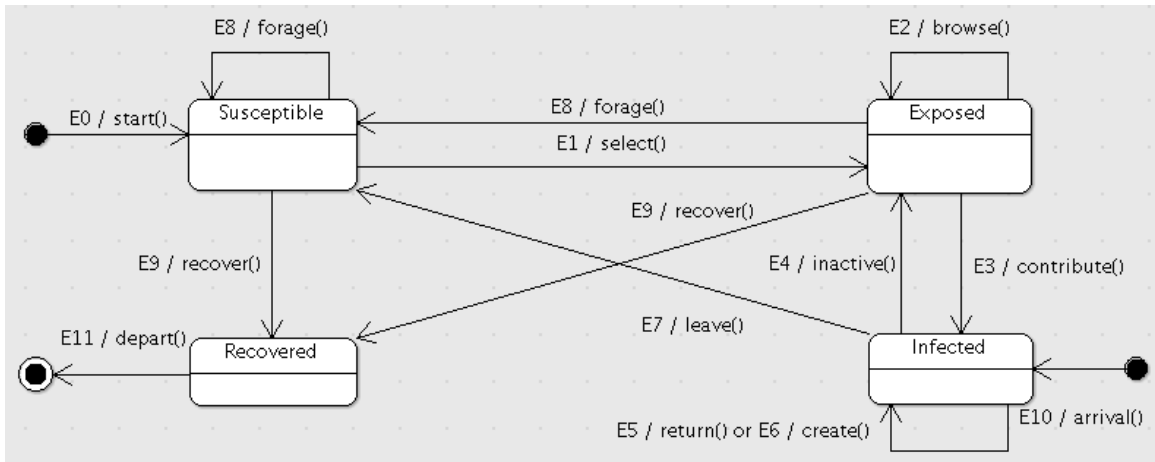 E8 / forage()
E2 / browse()
E0 / start()
Susceptible
E8 / forage()
Exposed
E1 / select()
E9 / recover()
E9 / recover()
E4 / inactive()
E3 / contribute()
E7 / leave()
E11 / depart()
Recovered
Infected
E10 / arrival()
E5 / return() or E6 / create()